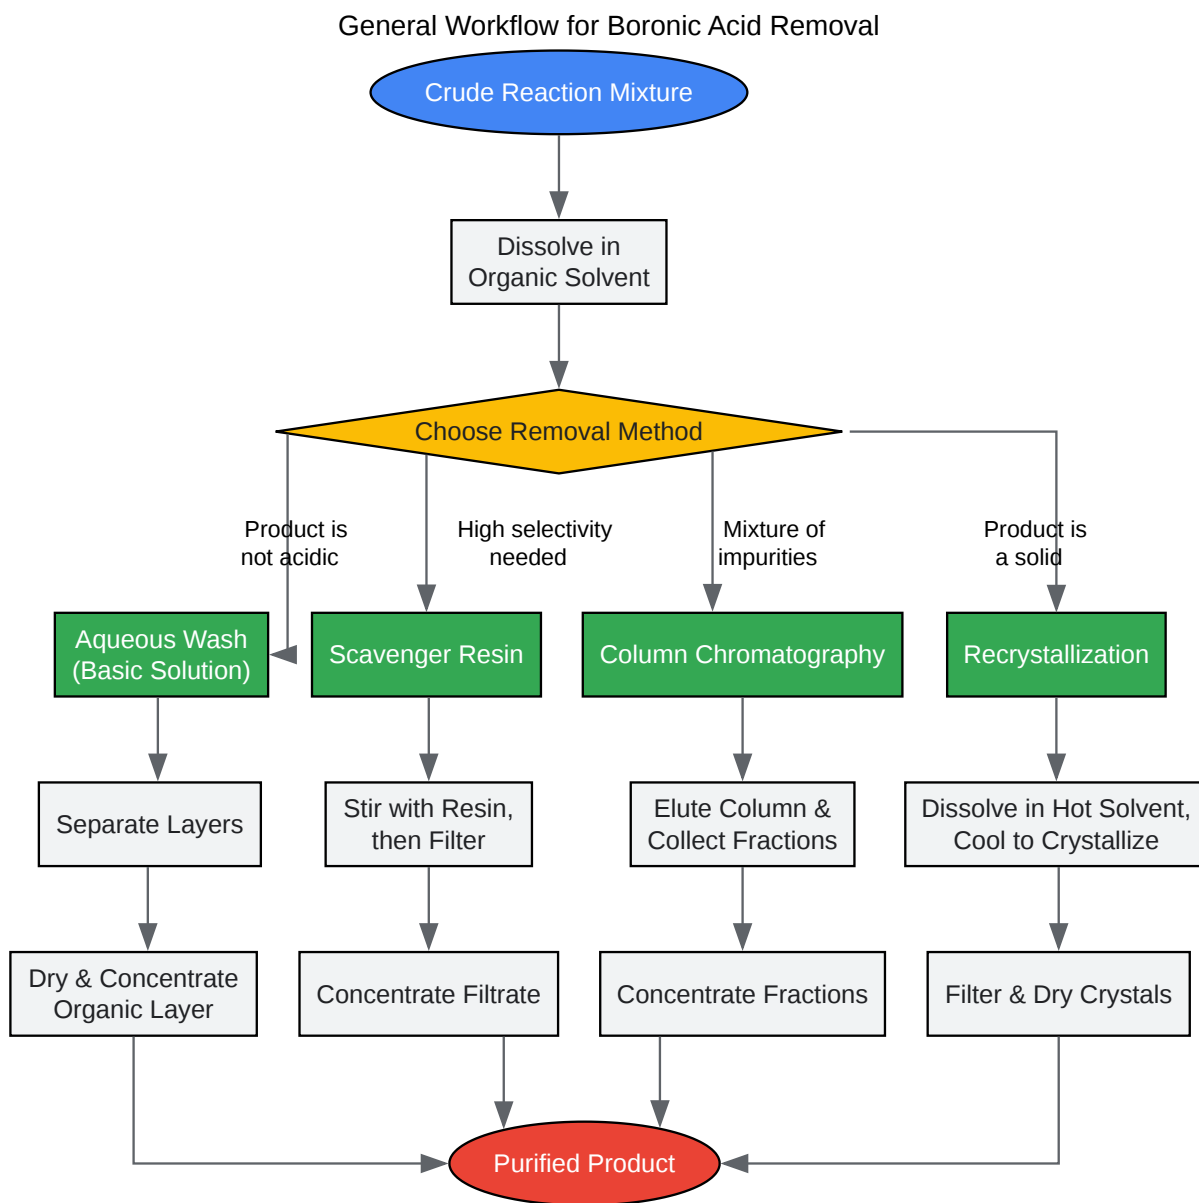 General Workflow for Boronic Acid Removal
Crude Reaction Mixture
Dissolve in
Organic Solvent
Choose Removal Method
Product is
not acidic
High selectivity
needed
Mixture of
impurities
Product is
a solid
Aqueous Wash
(Basic Solution)
Scavenger Resin
Column Chromatography
Recrystallization
Separate Layers
Stir with Resin,
then Filter
Elute Column &
Collect Fractions
Dissolve in Hot Solvent,
Cool to Crystallize
Dry & Concentrate
Organic Layer
Concentrate Filtrate
Concentrate Fractions
Filter & Dry Crystals
Purified Product